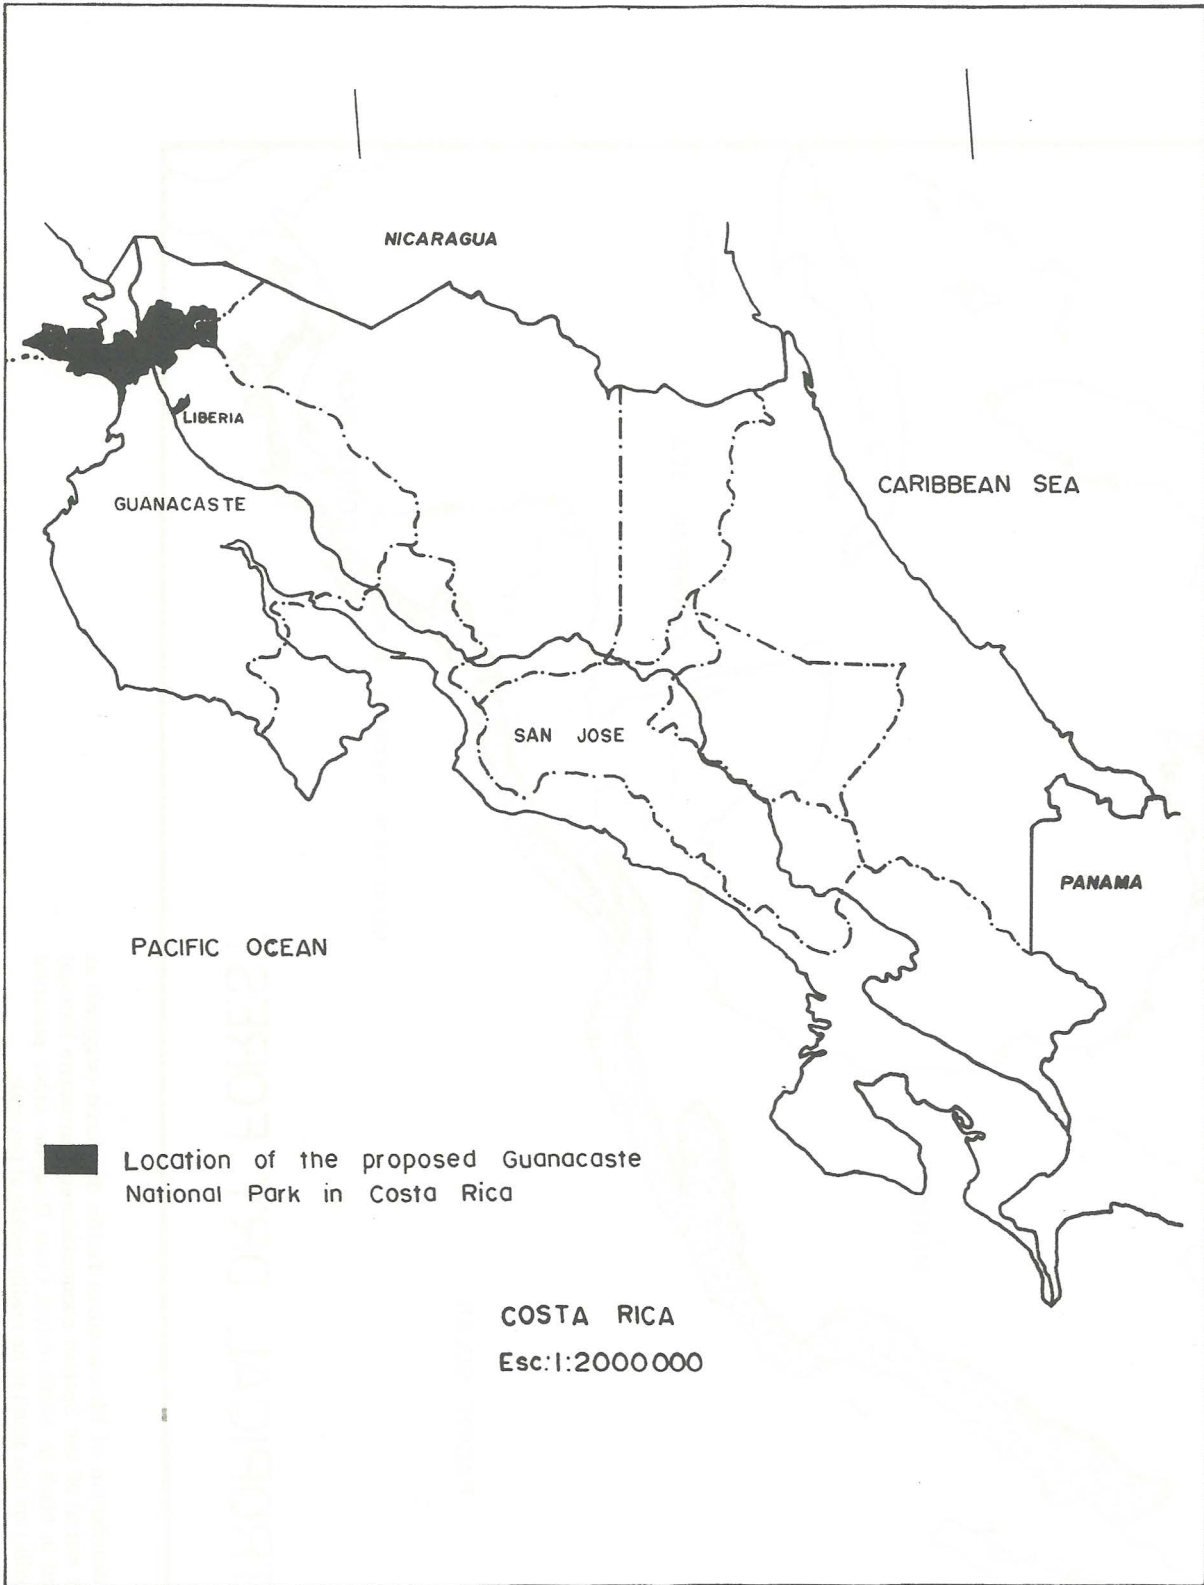 NICARAGUA
LIBERIA
GUANACASTE
CARIBBEAN SEA
SAN JOSE
PANAMA
PACIFIC OCEAN
Location of the proposed Guanacaste
National Park in Costa Rica
COSTA RICA
Esc:1:2000000